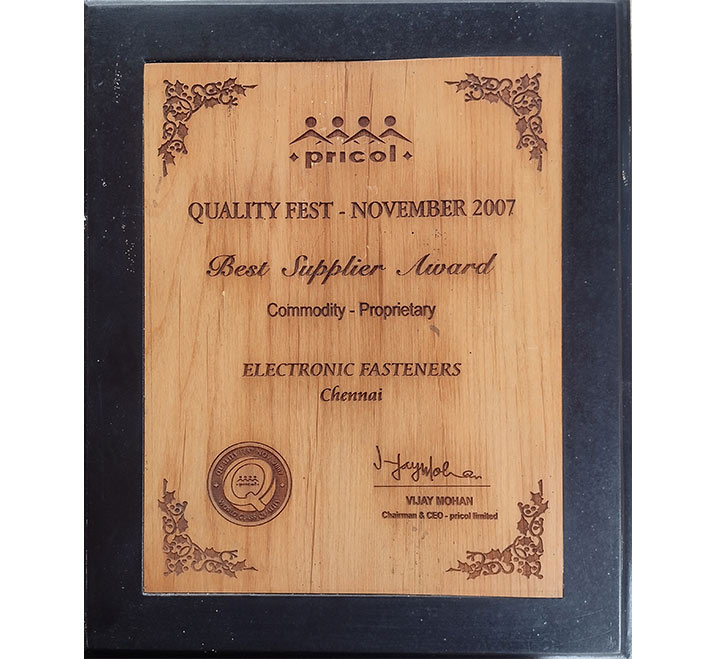 pricol
QUALITY FEST - NOVEMBER 2007
Best Supplier Award
Commodity - Proprietary
ELECTRONIC FASTENERS
Chennai
Q
pricol
VIJAY MOHAN
Chairman & CEO - pricol limited